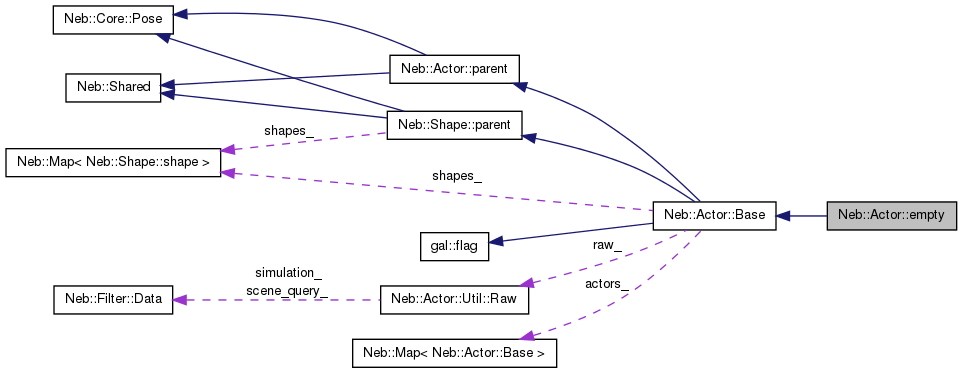 Neb::Core::Pose
Neb::Actor::parent
Neb::Shared
Neb::Shape::parent
shapes_
Neb::Map< Neb::Shape::shape >
shapes_
Neb::Actor::Base
Neb::Actor::empty
gal::flag
raw_
simulation_
scene_query_
actors_
Neb::Filter::Data
Neb::Actor::Util::Raw
Neb::Map< Neb::Actor::Base >